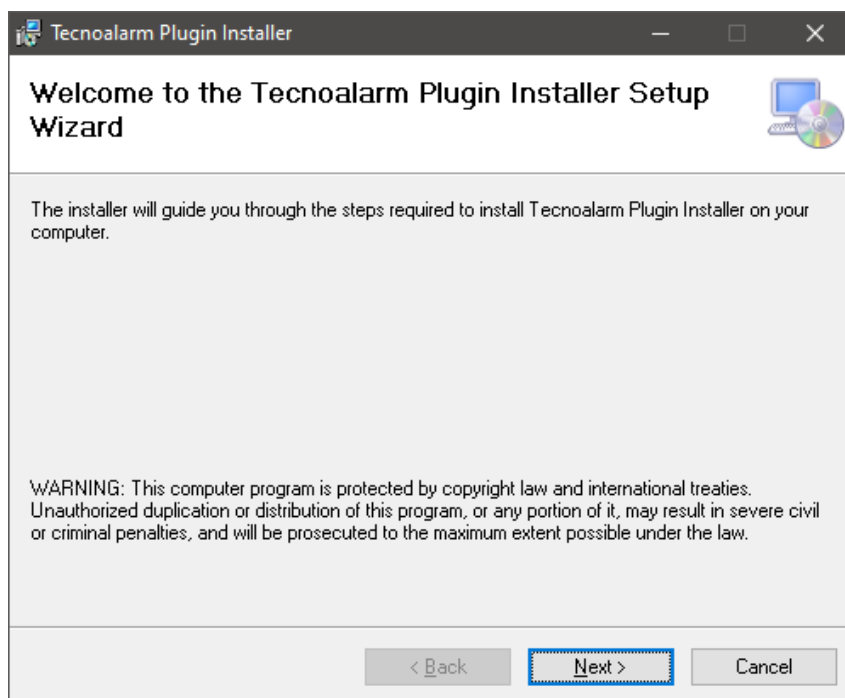 Tecnoalarm Plugin Installer
Welcome to the Tecnoalarm Plugin Installer Setup
Wizard
The installer will guide you through the steps required to install Tecnoalarm Plugin Installer on your
computer.
WARNING: This computer program is protected by copyright law and international treaties.
Unauthorized duplication or distribution of this program, or any portion of it, may result in severe civil
or criminal penalties, and will be prosecuted to the maximum extent possible under the law.
< Back
Next >
Cancel